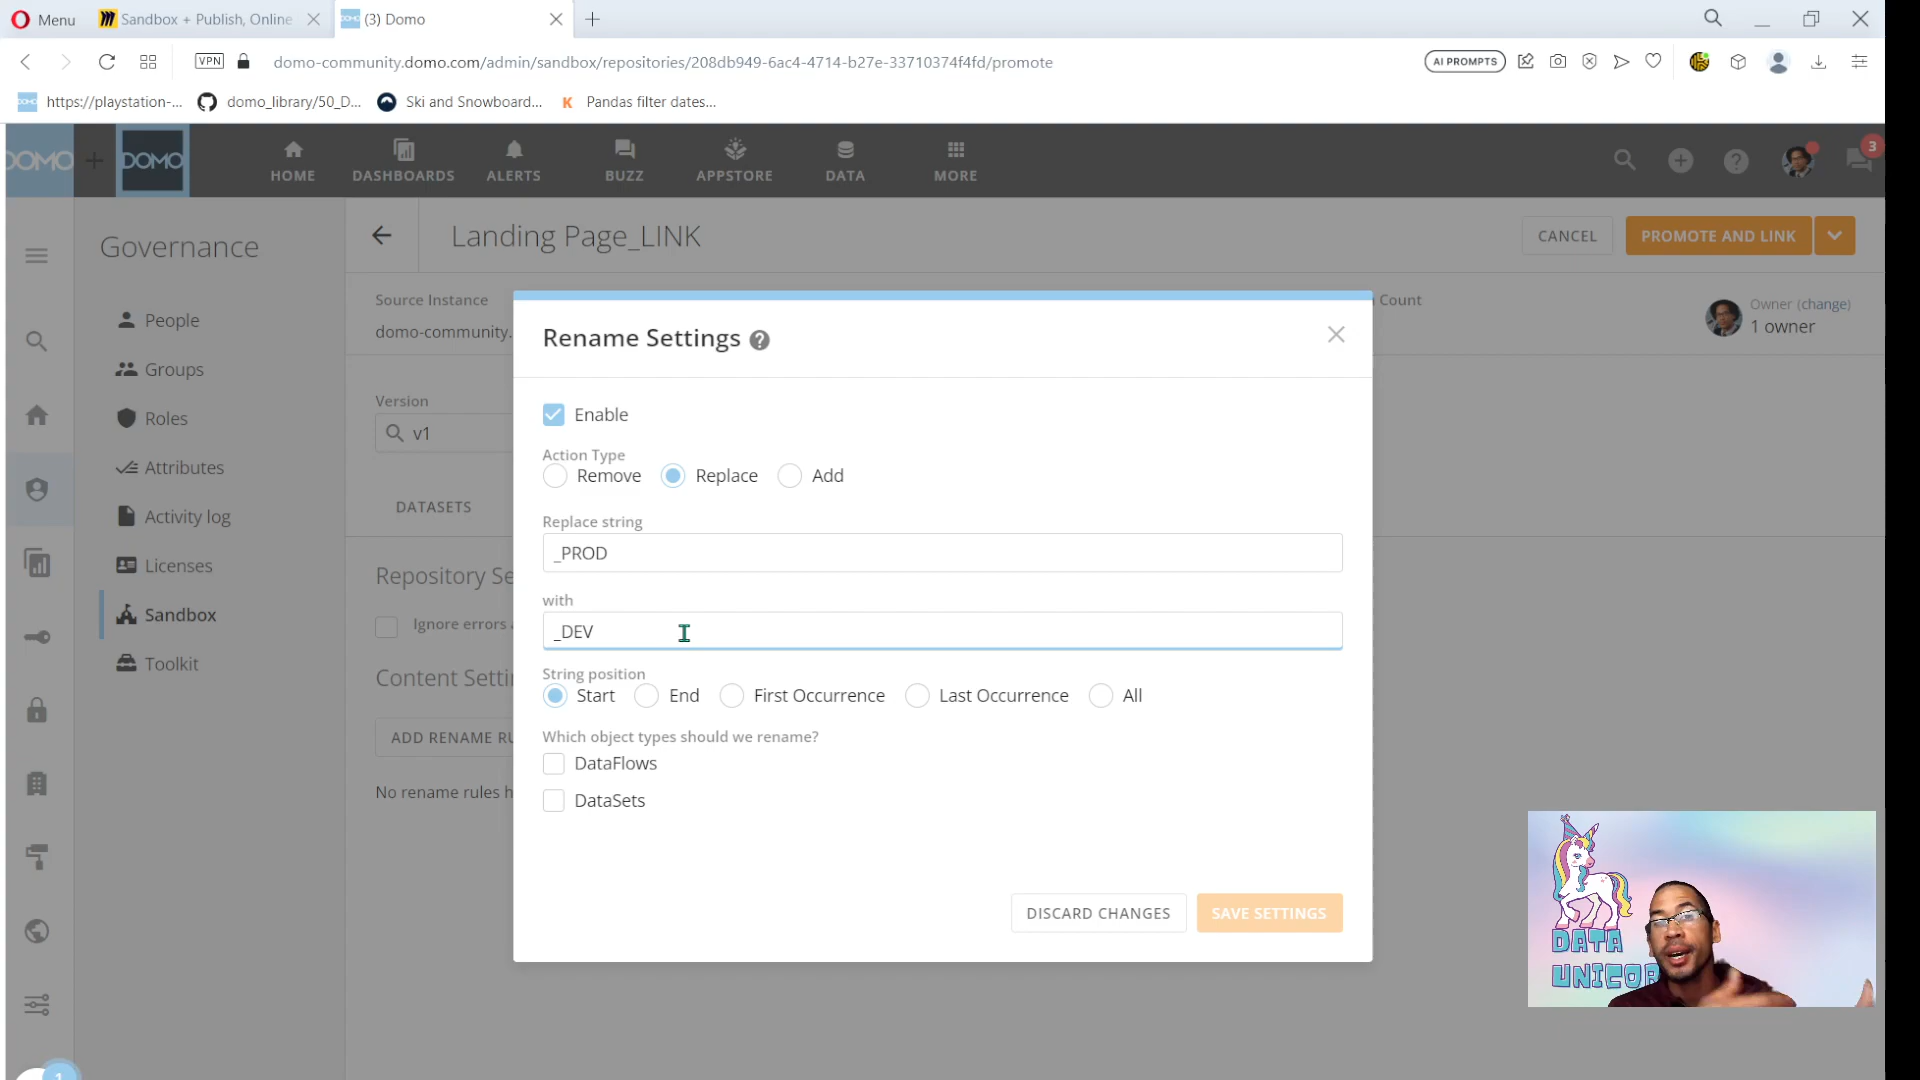 Menu
Sandbox + Publish, Online
(3) Domo
VPN
domo-community.domo.com/admin/sandbox/repositories/208db949-6ac4-4714-b27e-33710374f4fd/promote
AI PROMPTS
https://playstation-...
domo_library/50_D...
Ski and Snowboard...
K Pandas filter dates...
DOMO
DOMO
HOME
DASHBOARDS
ALERTS
BUZZ
APPSTORE
DATA
MORE
3
Governance
Landing Page_LINK
CANCEL
PROMOTE AND LINK
Source Instance
Count
Owner (change)
domo-community.
1 owner
Rename Settings
People
Groups
Roles
Attributes
Activity log
Licenses
Sandbox
Toolkit
Version
v1
DATASETS
Repository Se
Ignore errors
Content Setti
ADD RENAME RU
No rename rules h
Enable
Action Type
Remove
Replace
Add
Replace string
_PROD
with
_DEV
String position
Start
End
First Occurrence
Last Occurrence
All
Which object types should we rename?
DataFlows
DataSets
DISCARD CHANGES
SAVE SETTINGS
DATA
UNICOR
1